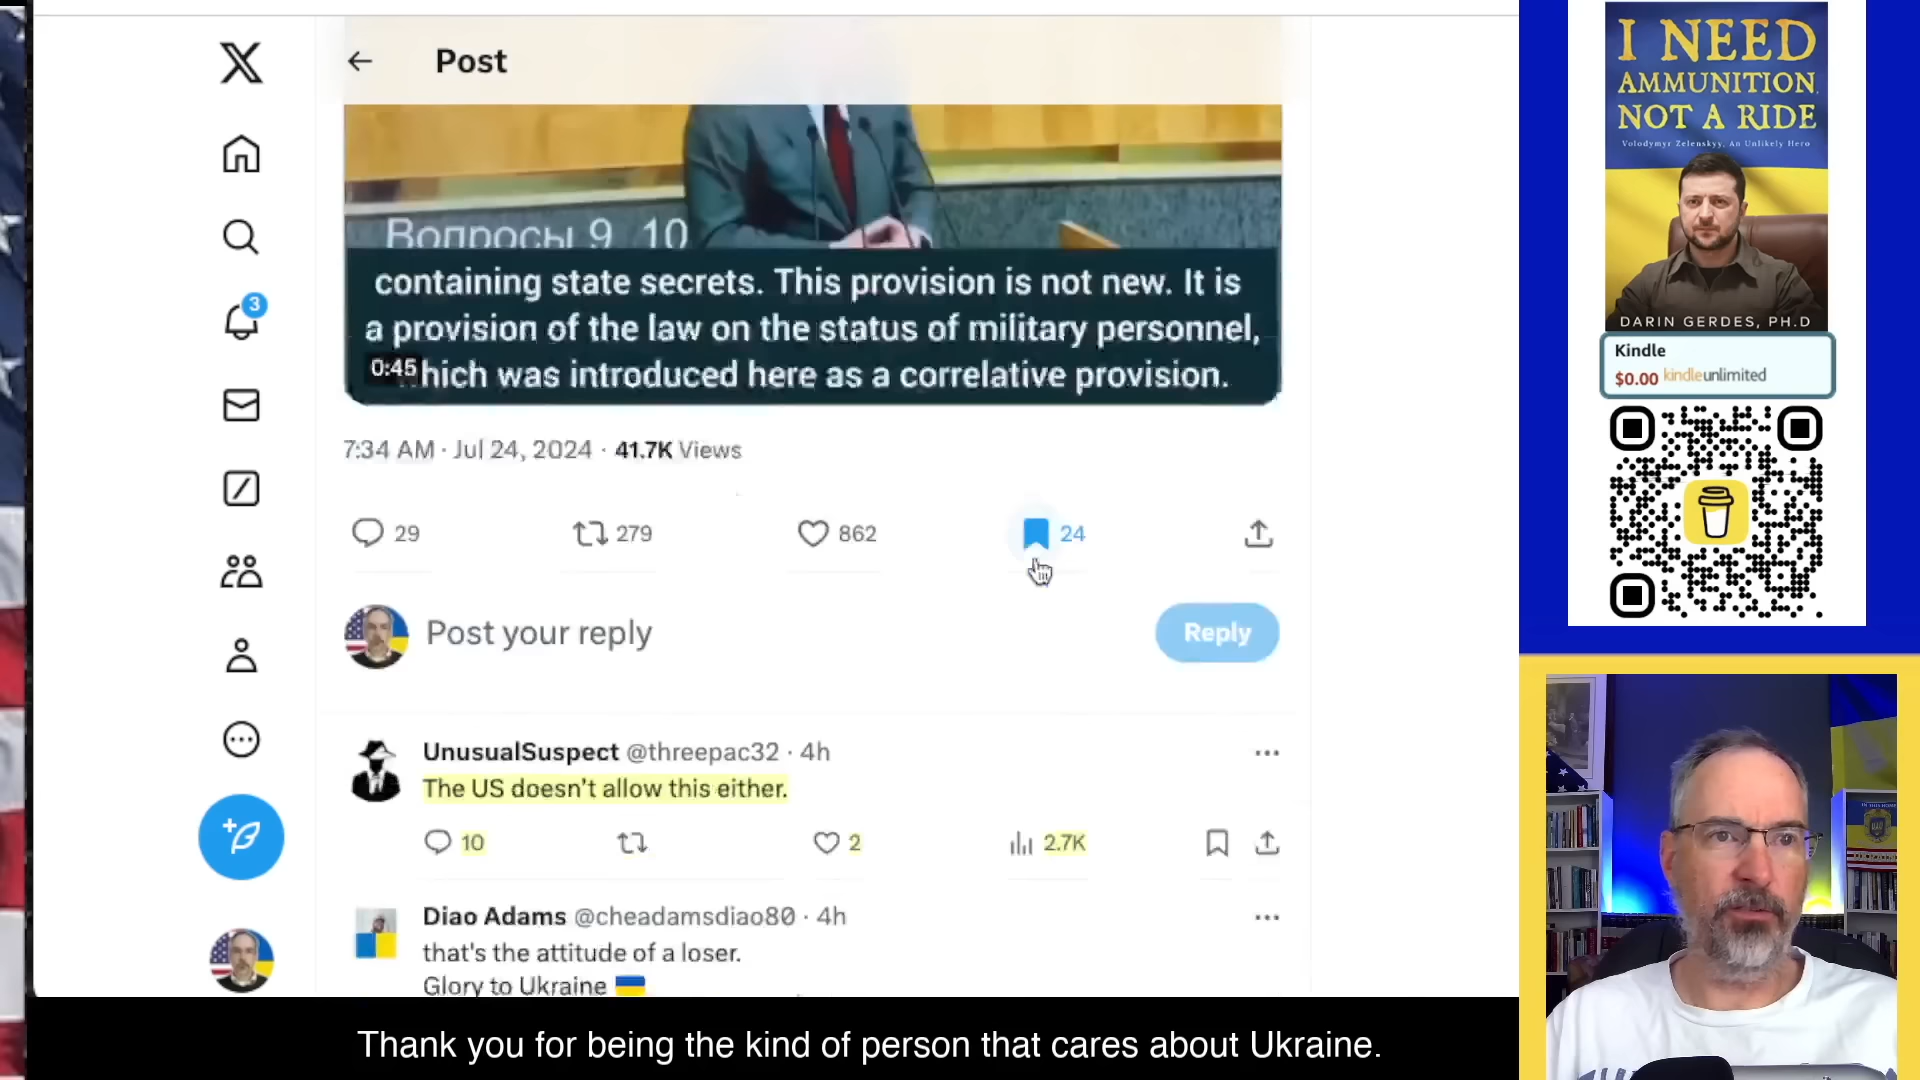 Post
Вопросы 9, 10
containing state secrets. This provision is not new. It is
a provision of the law on the status of military personnel,
0:45
hich was introduced here as a correlative provision.
7:34 AM · Jul 24, 2024 · 41.7K Views
29
279
862
24
Post your reply
Reply
UnusualSuspect @threepac32 · 4h
The US doesn't allow this either.
10
2
2.7K
Diao Adams @cheadamsdiao80 · 4h
that's the attitude of a loser.
Glory to Ukraine
3
Thank you for being the kind of person that cares about Ukraine.
I NEED
AMMUNITION,
NOT A RIDE
Volodymyr Zelenskyy, An Unlikely Hero
DARIN GERDES, PH.D
Kindle
$0.00 kindleunlimited